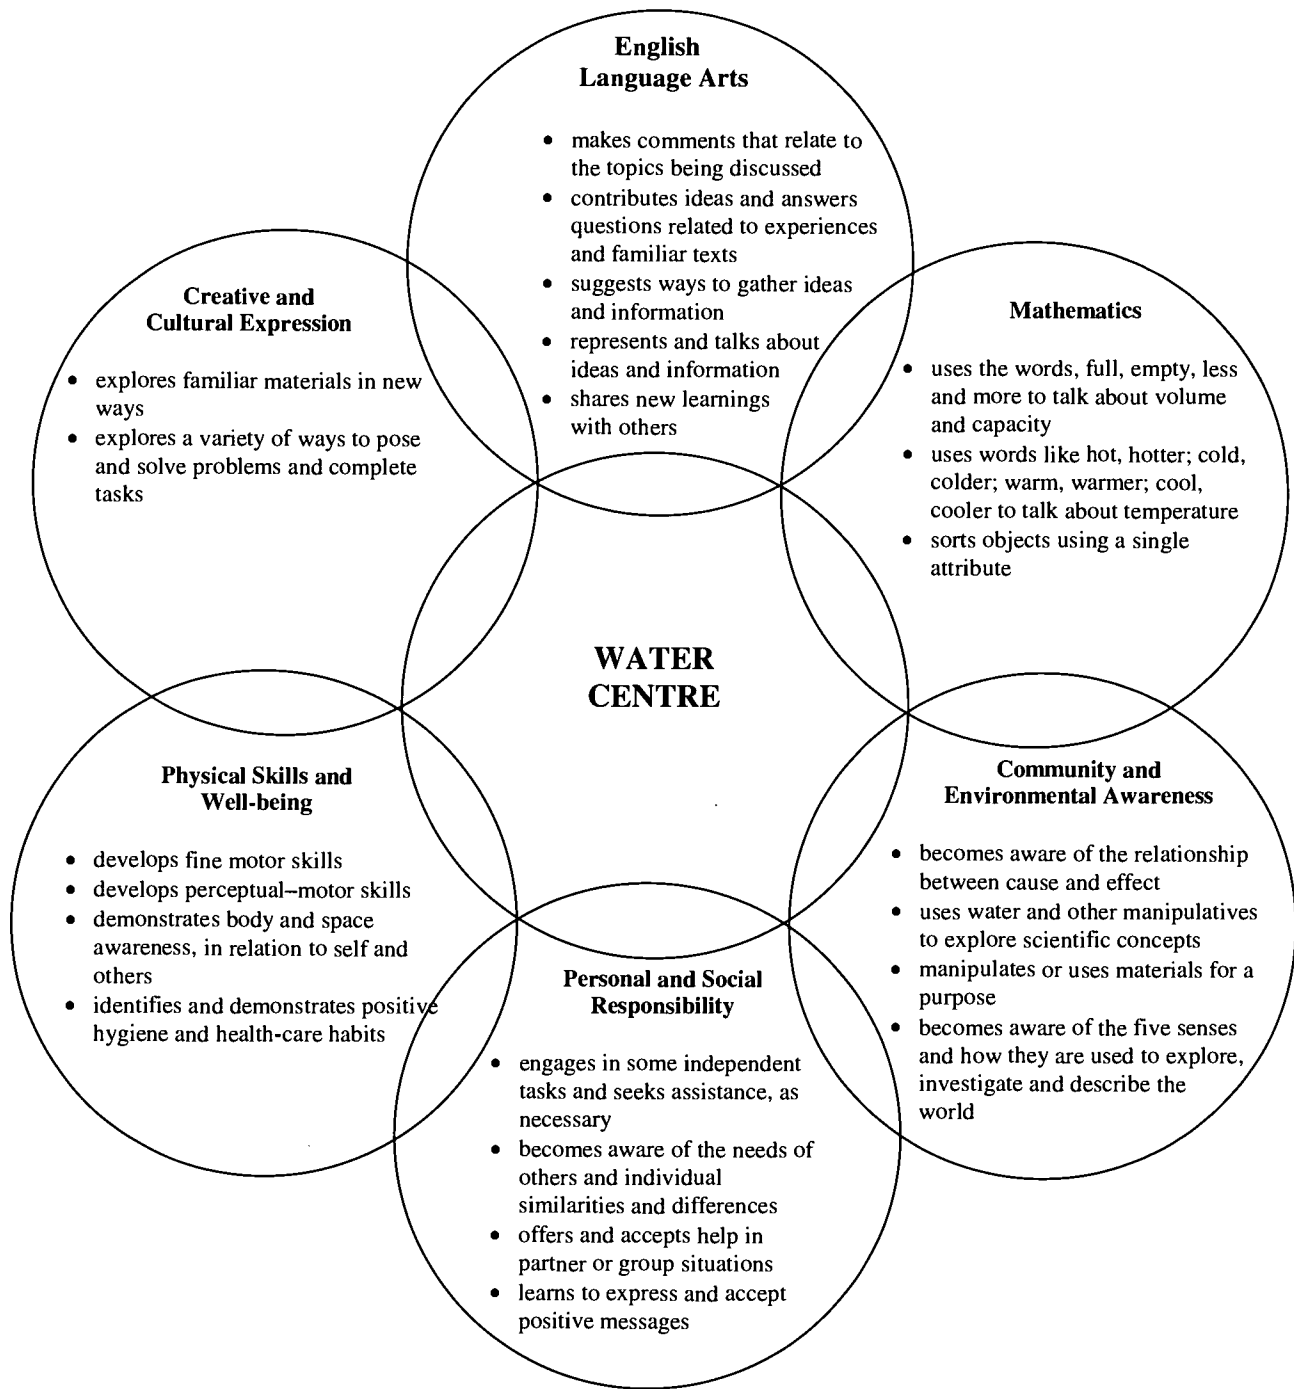 English
Language Arts
• makes comments that relate to
the topics being discussed
• contributes ideas and answers
questions related to experiences
and familiar texts
• suggests ways to gather ideas
and information
• represents and talks about
ideas and information
• shares new learnings
with others
Creative and
Cultural Expression
• explores familiar materials in new
ways
• explores a variety of ways to pose
and solve problems and complete
tasks
Mathematics
• uses the words, full, empty, less
and more to talk about volume
and capacity
• uses words like hot, hotter; cold,
colder; warm, warmer; cool,
cooler to talk about temperature
• sorts objects using a single
attribute
WATER
CENTRE
Physical Skills and
Well-being
• develops fine motor skills
• develops perceptual–motor skills
• demonstrates body and space
awareness, in relation to self and
others
• identifies and demonstrates positive
hygiene and health-care habits
Community and
Environmental Awareness
• becomes aware of the relationship
between cause and effect
• uses water and other manipulatives
to explore scientific concepts
• manipulates or uses materials for a
purpose
• becomes aware of the five senses
and how they are used to explore,
investigate and describe the
world
Personal and Social
Responsibility
• engages in some independent
tasks and seeks assistance, as
necessary
• becomes aware of the needs of
others and individual
similarities and differences
• offers and accepts help in
partner or group situations
• learns to express and accept
positive messages